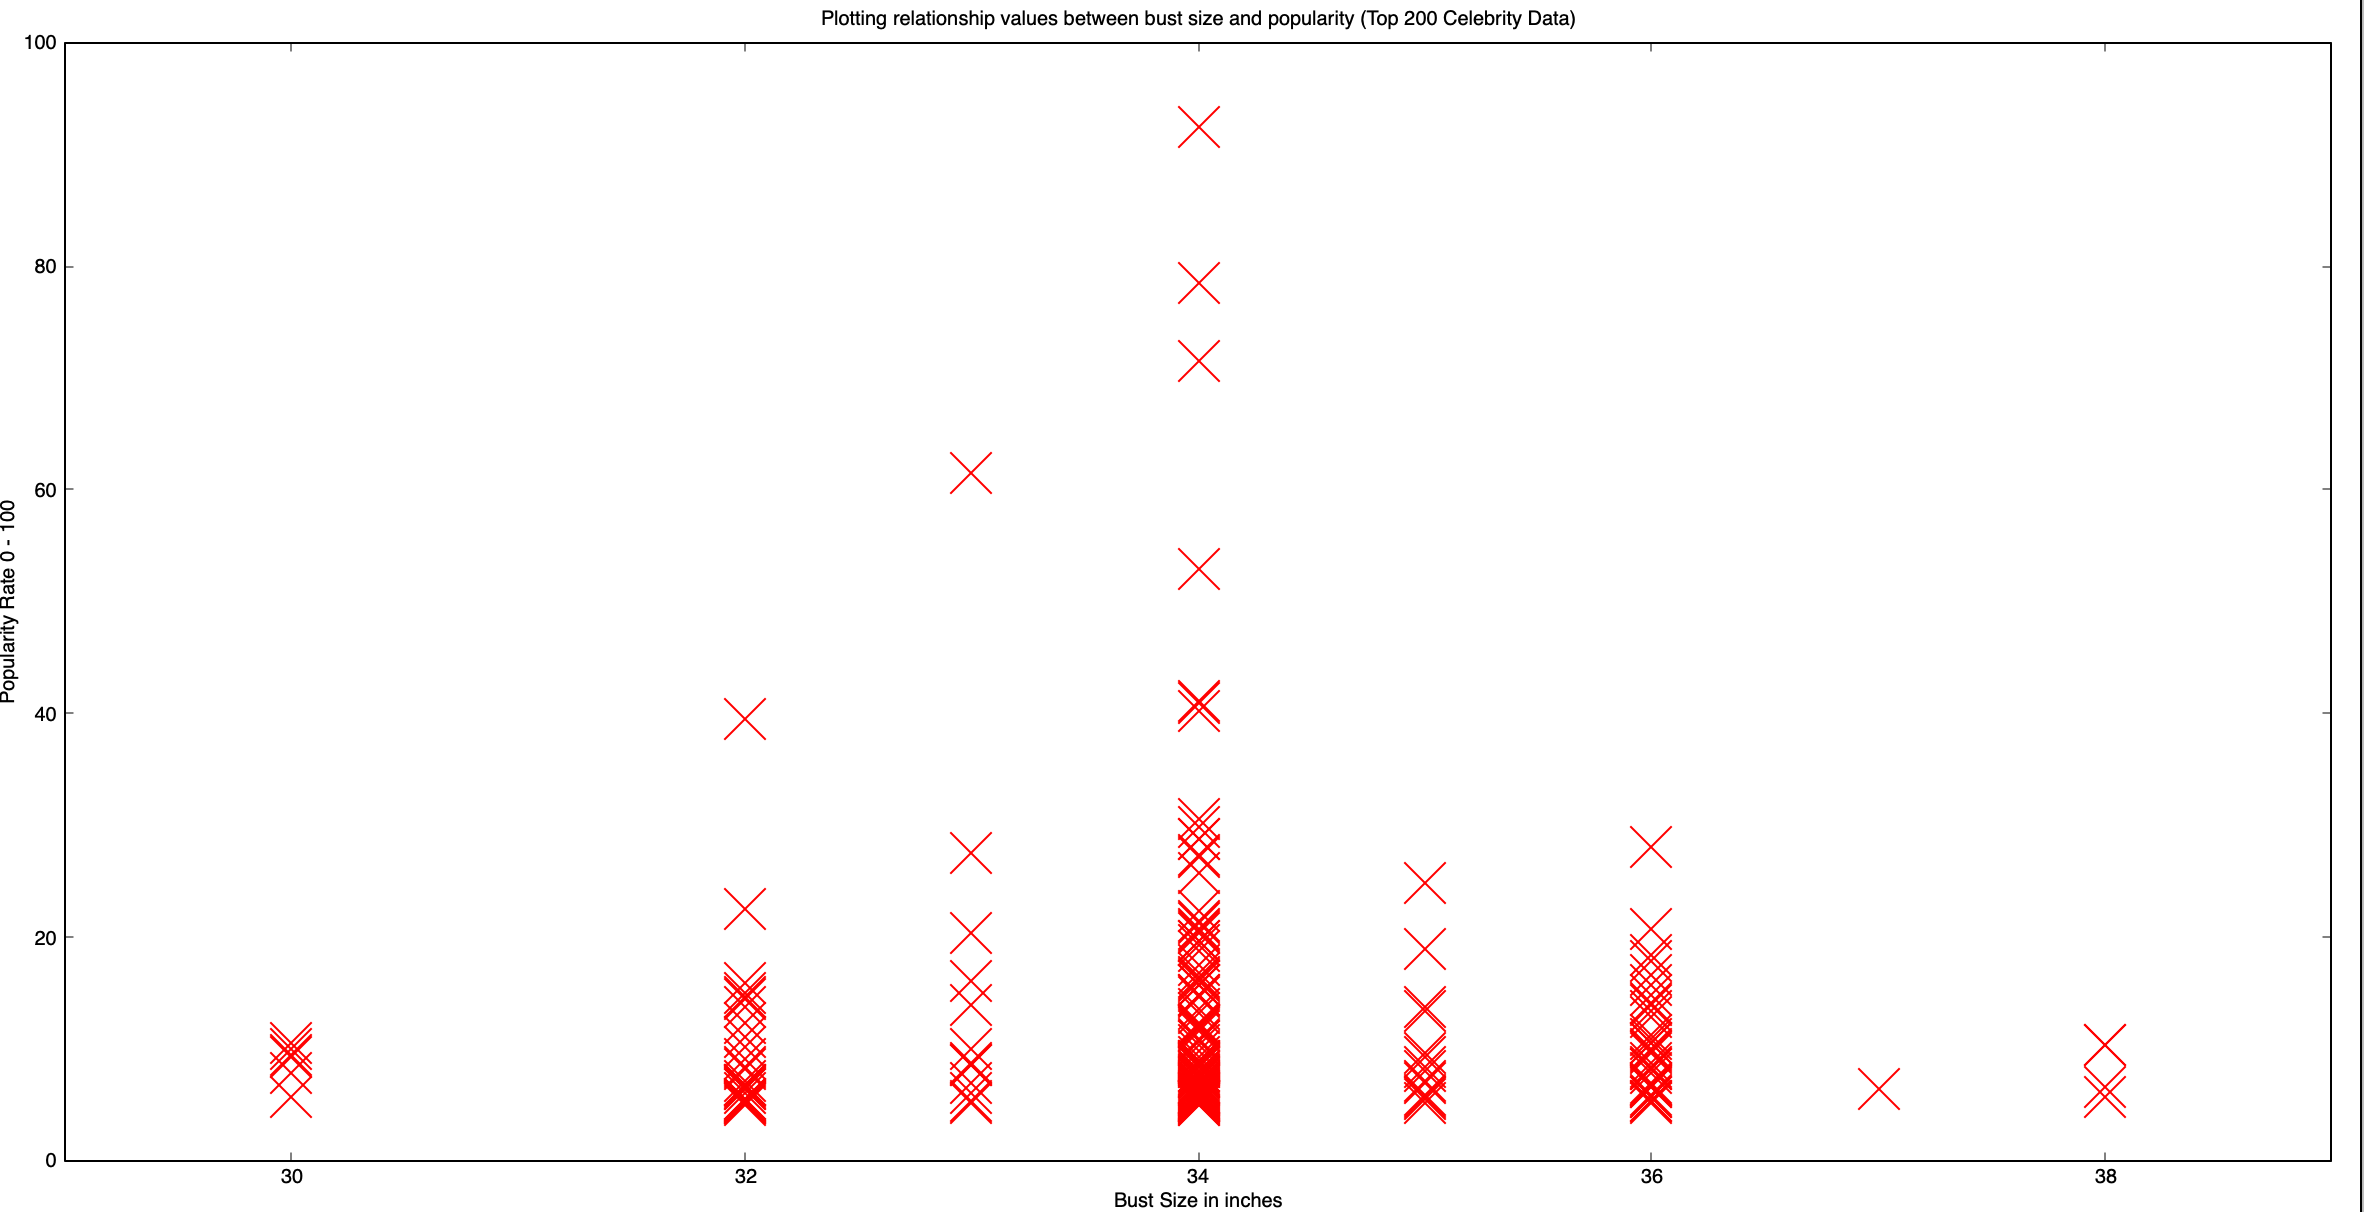 Plotting relationship values between bust size and popularity (Top 200 Celebrity Data)
100
80
60
40
20
0
Popularity Rate 0 - 100
30 32 34 36 38
Bust Size in inches